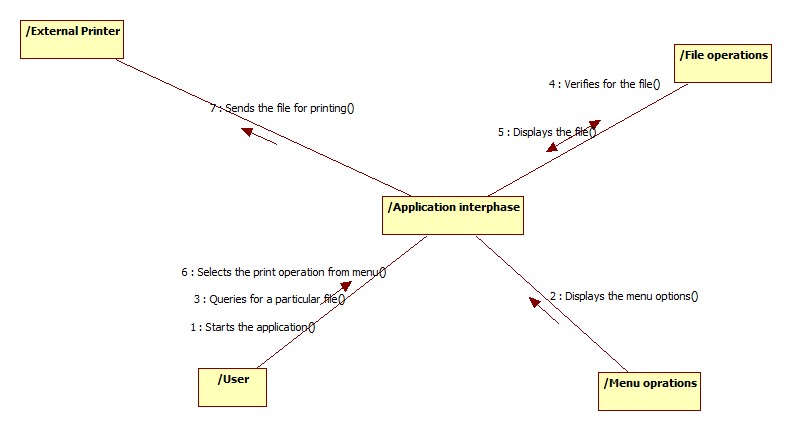 /External Printer
/File operations
4 : Verifies for the file()
7 : Sends the file for printing()
5 : Displays the file()
/Application interphase
6 : Selects the print operation from menu()
3 : Queries for a particular file()
2 : Displays the menu options()
1 : Starts the application()
/User
/Menu oprations